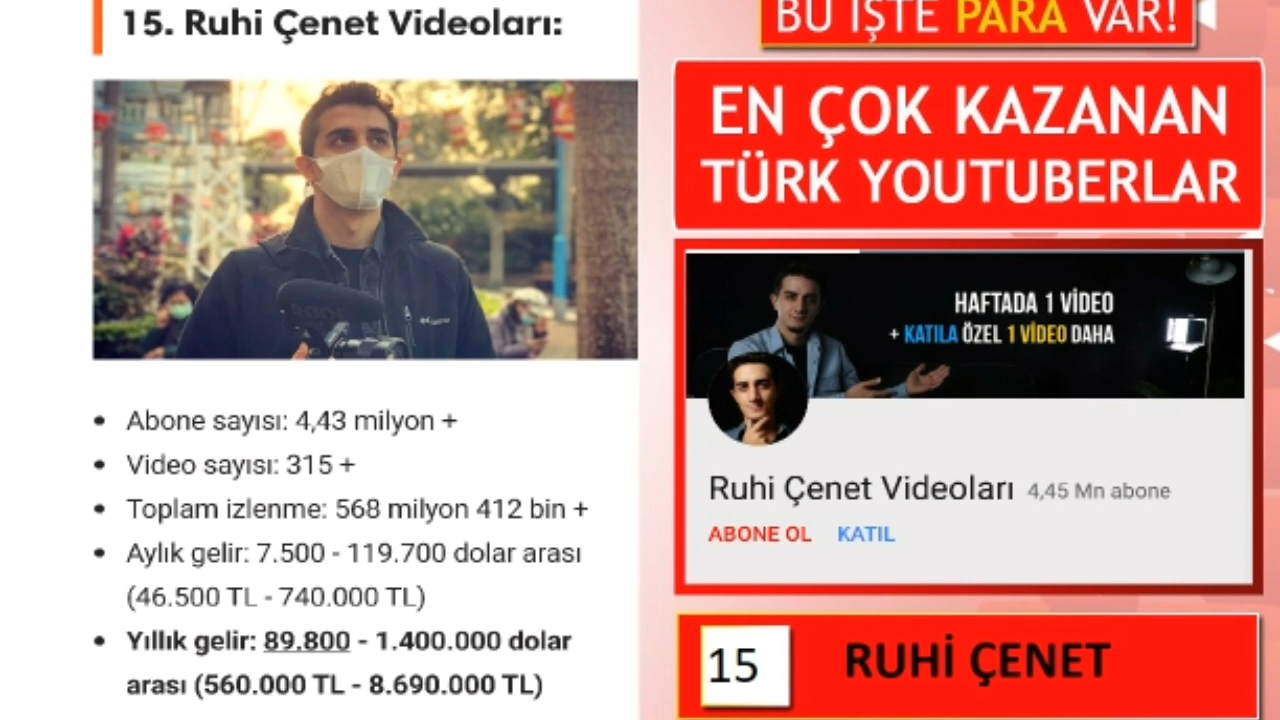 15. Ruhi Çenet Videoları:
Abone sayısı: 4,43 milyon +
Video sayısı: 315 +
Toplam izlenme: 568 milyon 412 bin +
Aylık gelir: 7.500 - 119.700 dolar arası
(46.500 TL - 740.000 TL)
Yıllık gelir: 89.800 - 1.400.000 dolar
arası (560.000 TL - 8.690.000 TL)
BU İŞTE PARA VAR!
EN ÇOK KAZANAN
TÜRK YOUTUBERLAR
HAFTADA 1 VİDEO
+ KATILA ÖZEL 1 VİDEO DAHA
Ruhi Çenet Videoları 4,45 Mn abone
ABONE OL KATIL
15 RUHİ ÇENET